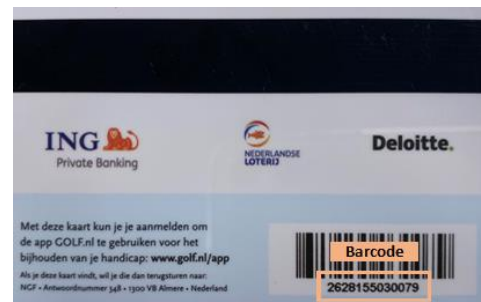 ING
Private Banking
NEDERLANDSE
LOTERIJ
Deloitte.
Met deze kaart kun je je aanmelden om
de app GOLF.nl te gebruiken voor het
bijhouden van je handicap: www.golf.nl/app
Als je deze kaart vindt, wil je die dan terugsturen naar:
NGF • Antwoordnummer 348 • 1300 VB Almere • Nederland
Barcode
2628155030079